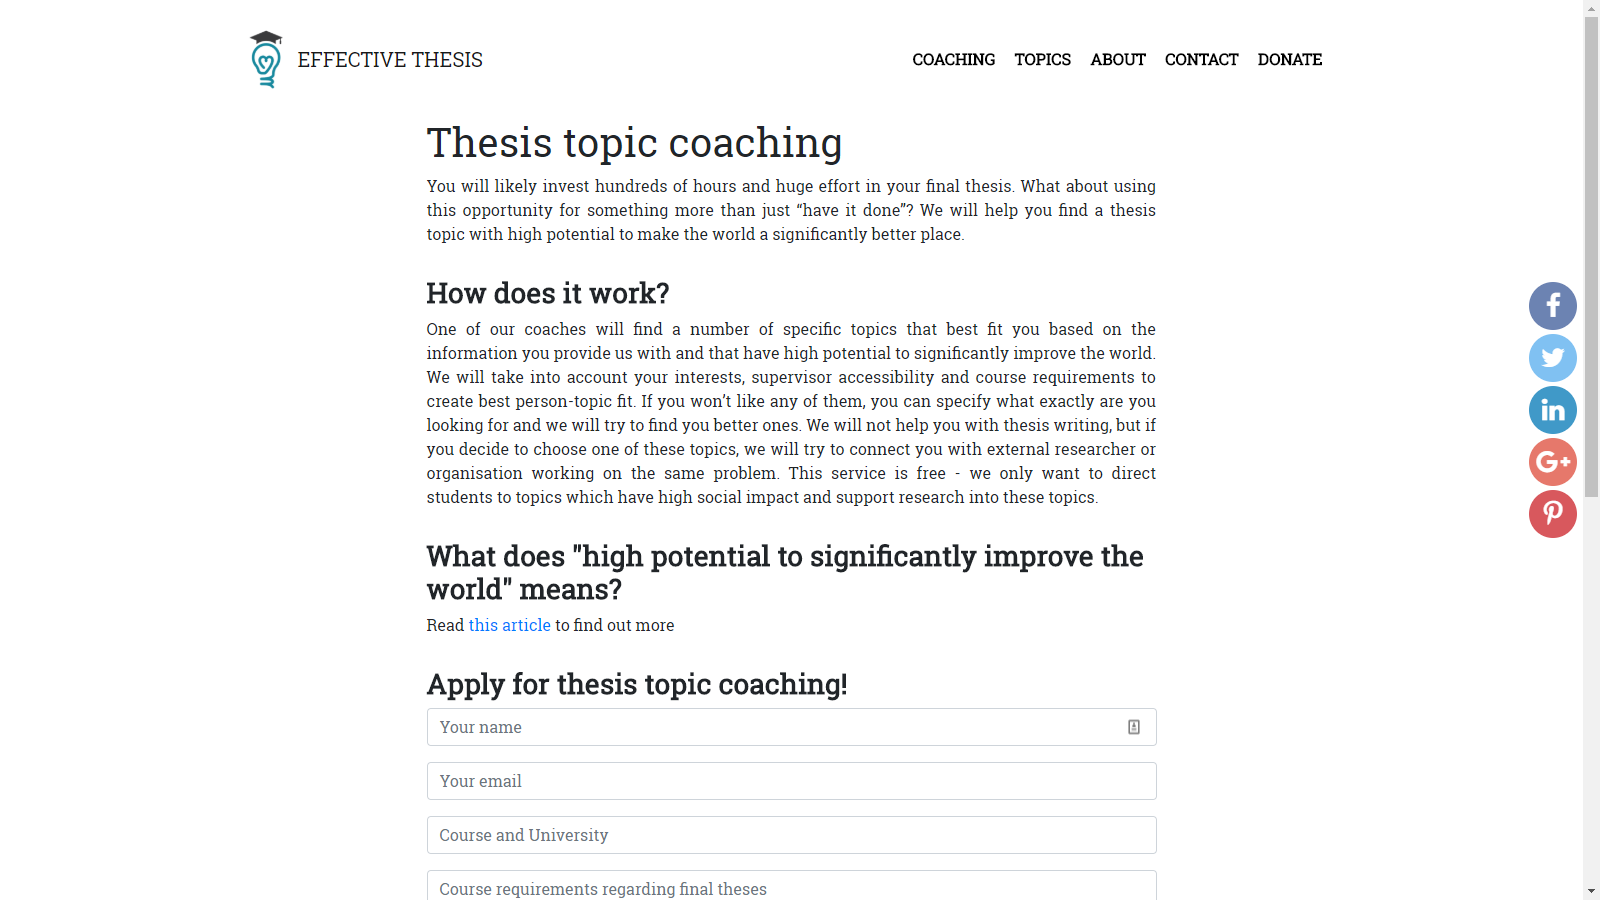 EFFECTIVE THESIS
COACHING TOPICS ABOUT CONTACT DONATE
Thesis topic coaching
You will likely invest hundreds of hours and huge effort in your final thesis. What about using
this opportunity for something more than just “have it done”? We will help you find a thesis
topic with high potential to make the world a significantly better place.
How does it work?
One of our coaches will find a number of specific topics that best fit you based on the
information you provide us with and that have high potential to significantly improve the world.
We will take into account your interests, supervisor accessibility and course requirements to
create best person-topic fit. If you won’t like any of them, you can specify what exactly are you
looking for and we will try to find you better ones. We will not help you with thesis writing, but if
you decide to choose one of these topics, we will try to connect you with external researcher or
organisation working on the same problem. This service is free - we only want to direct
students to topics which have high social impact and support research into these topics.
What does "high potential to significantly improve the
world" means?
Read this article to find out more
Apply for thesis topic coaching!
Your name
Your email
Course and University
Course requirements regarding final theses